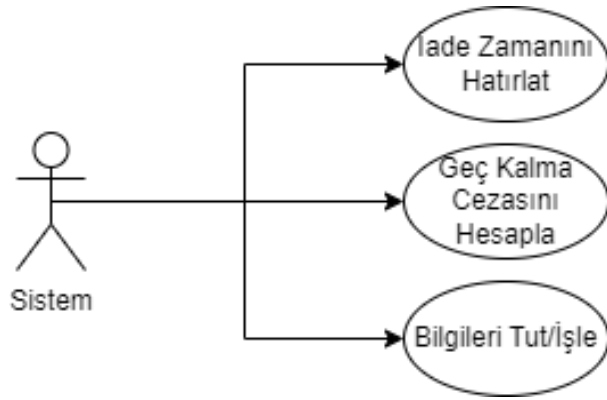 İade Zamanını
Hatırlat
Geç Kalma
Cezasını
Hesapla
Sistem
Bilgileri Tut/İşle